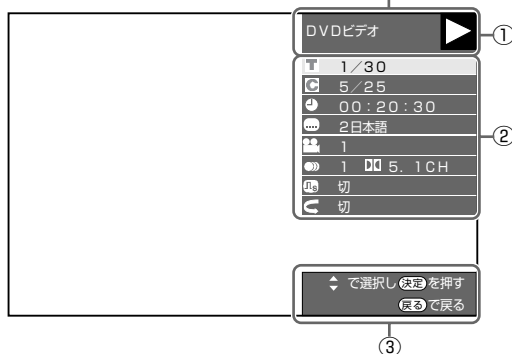 DVDビデオ
①
T 1/30
C 5/25
00:20:30
2日本語
②
1
1 5.1CH
切
切
で選択し 決定 を押す
戻る で戻る
③